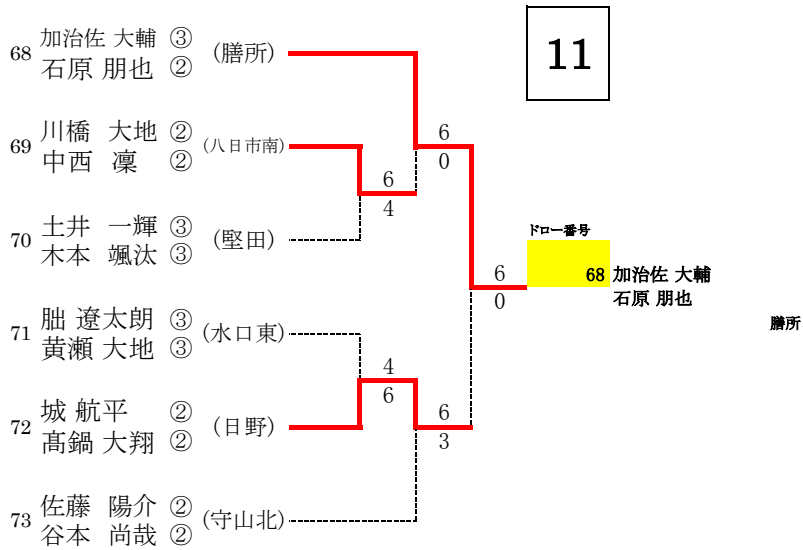 11
68 加治佐 大輔 ③ (膳所)
石原 朋也 ②
69 川橋 大地 ② (八日市南)
中西 凜 ②
6
0
6
4
70 土井 一輝 ③ (堅田)
木本 颯汰 ③
ドロー番号
68 加治佐 大輔
石原 朋也
膳所
6
0
71 朏 遼太朗 ③ (水口東)
黄瀬 大地 ③
4
6
72 城 航平 ② (日野)
髙鍋 大翔 ②
6
3
73 佐藤 陽介 ② (守山北)
谷本 尚哉 ②